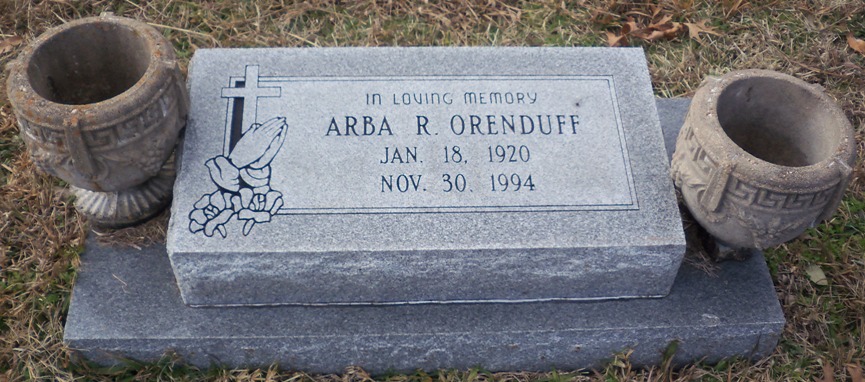 IN LOVING MEMORY
ARBA R. ORENDUFF
JAN. 18, 1920
NOV. 30, 1994